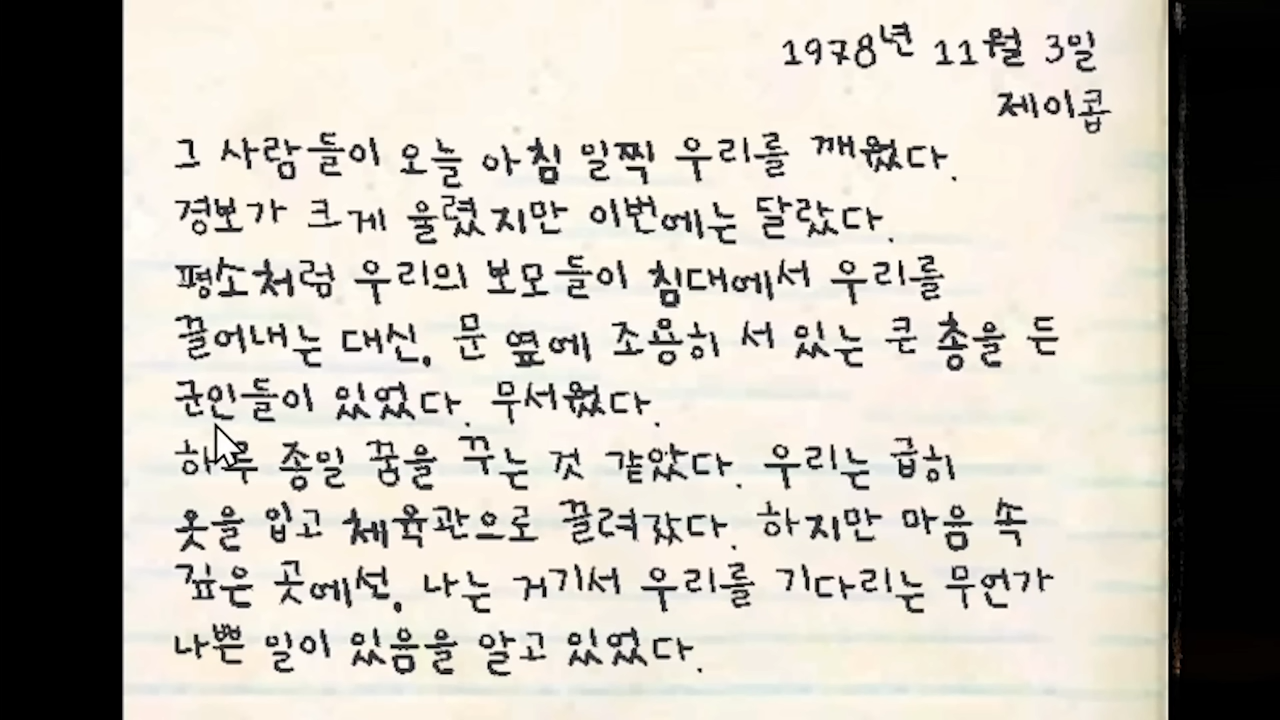 1978년 11월 3일
제이콥
그 사람들이 오늘 아침 일찍 우리를 깨웠다.
경보가 크게 울렸지만 이번에는 달랐다.
평소처럼 우리의 보모들이 침대에서 우리를
끌어내는 대신, 문 옆에 조용히 서 있는 큰 총을 든
군인들이 있었다. 무서웠다.
하루 종일 꿈을 꾸는 것 같았다. 우리는 급히
옷을 입고 체육관으로 끌려갔다. 하지만 마음 속
깊은 곳에선, 나는 거기서 우리를 기다리는 무언가
나쁜 일이 있음을 알고 있었다.